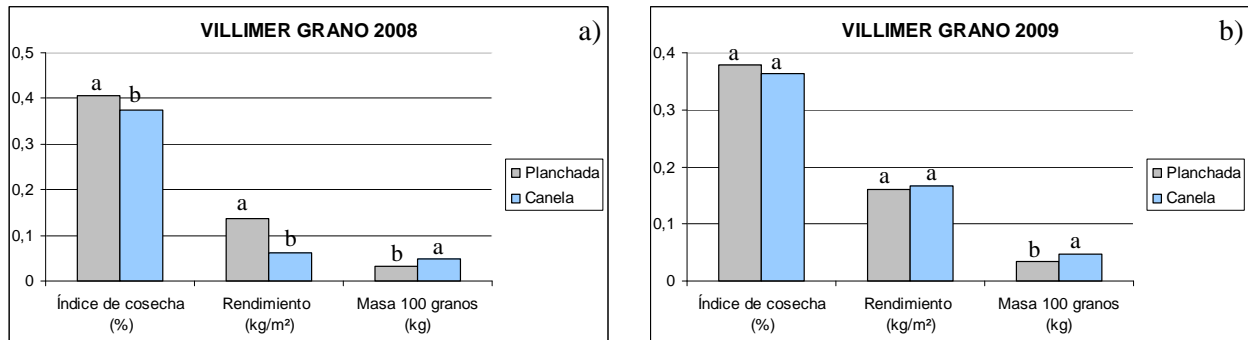 VILLIMER GRANO 2008
a)
0,5
0,4
0,3
0,2
0,1
0
a
b
a
b
b
a
Índice de cosecha
(%)
Rendimiento
(kg/m²)
Masa 100 granos
(kg)
Planchada
Canela
VILLIMER GRANO 2009
b)
0,4
0,3
0,2
0,1
0
a
a
a
a
b
a
Índice de cosecha
(%)
Rendimiento
(kg/m²)
Masa 100 granos
(kg)
Planchada
Canela